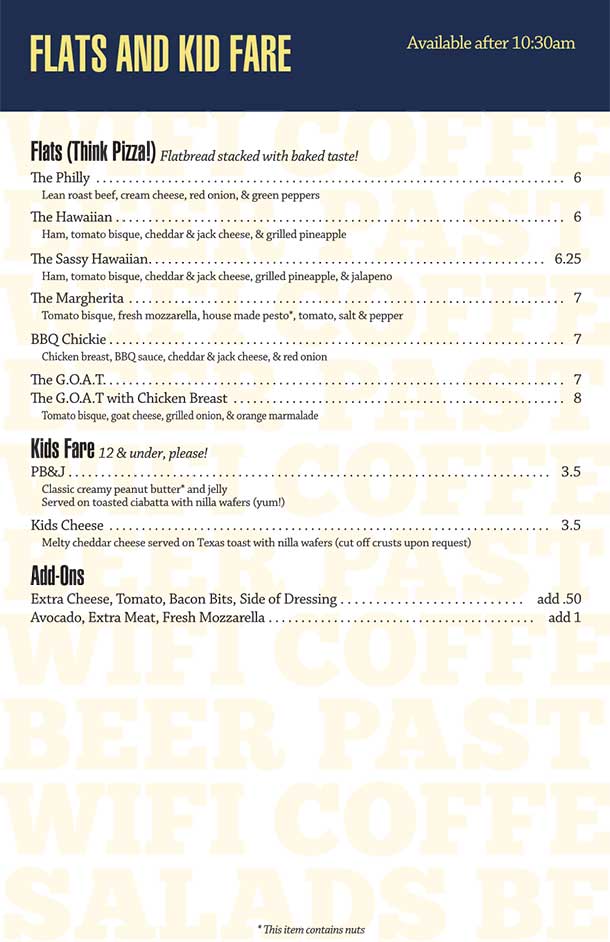 FLATS AND KID FARE
Available after 10:30am
Flats (Think Pizza!) Flatbread stacked with baked taste!
The Philly . . . . . . . . . . . . . . . . . . . . . . . . . . . . . . . . . . . . . . . . 6
Lean roast beef, cream cheese, red onion, & green peppers
The Hawaiian . . . . . . . . . . . . . . . . . . . . . . . . . . . . . . . . . . . . . . . . 6
Ham, tomato bisque, cheddar & jack cheese, & grilled pineapple
The Sassy Hawaiian. . . . . . . . . . . . . . . . . . . . . . . . . . . . . . . . . . . . . . . . 6.25
Ham, tomato bisque, cheddar & jack cheese, grilled pineapple, & jalapeno
The Margherita . . . . . . . . . . . . . . . . . . . . . . . . . . . . . . . . . . . . . . . . 7
Tomato bisque, fresh mozzarella, house made pesto*, tomato, salt & pepper
BBQ Chickie . . . . . . . . . . . . . . . . . . . . . . . . . . . . . . . . . . . . . . . . 7
Chicken breast, BBQ sauce, cheddar & jack cheese, & red onion
The G.O.A.T. . . . . . . . . . . . . . . . . . . . . . . . . . . . . . . . . . . . . . . . . 7
The G.O.A.T with Chicken Breast . . . . . . . . . . . . . . . . . . . . . . . . . . . . . . . . . . . . . . . . 8
Tomato bisque, goat cheese, grilled onion, & orange marmalade
Kids Fare 12 & under, please!
PB&J . . . . . . . . . . . . . . . . . . . . . . . . . . . . . . . . . . . . . . . . 3.5
Classic creamy peanut butter* and jelly
Served on toasted ciabatta with nilla wafers (yum!)
Kids Cheese . . . . . . . . . . . . . . . . . . . . . . . . . . . . . . . . . . . . . . . . 3.5
Melty cheddar cheese served on Texas toast with nilla wafers (cut off crusts upon request)
Add-Ons
Extra Cheese, Tomato, Bacon Bits, Side of Dressing . . . . . . . . . . . . . . . . . . . . . . . . add .50
Avocado, Extra Meat, Fresh Mozzarella . . . . . . . . . . . . . . . . . . . . . . . . . . . . . . . . . add 1
WIFI COFFE
BEER PAST
WIFI COFFE
SALADS BE
* This item contains nuts